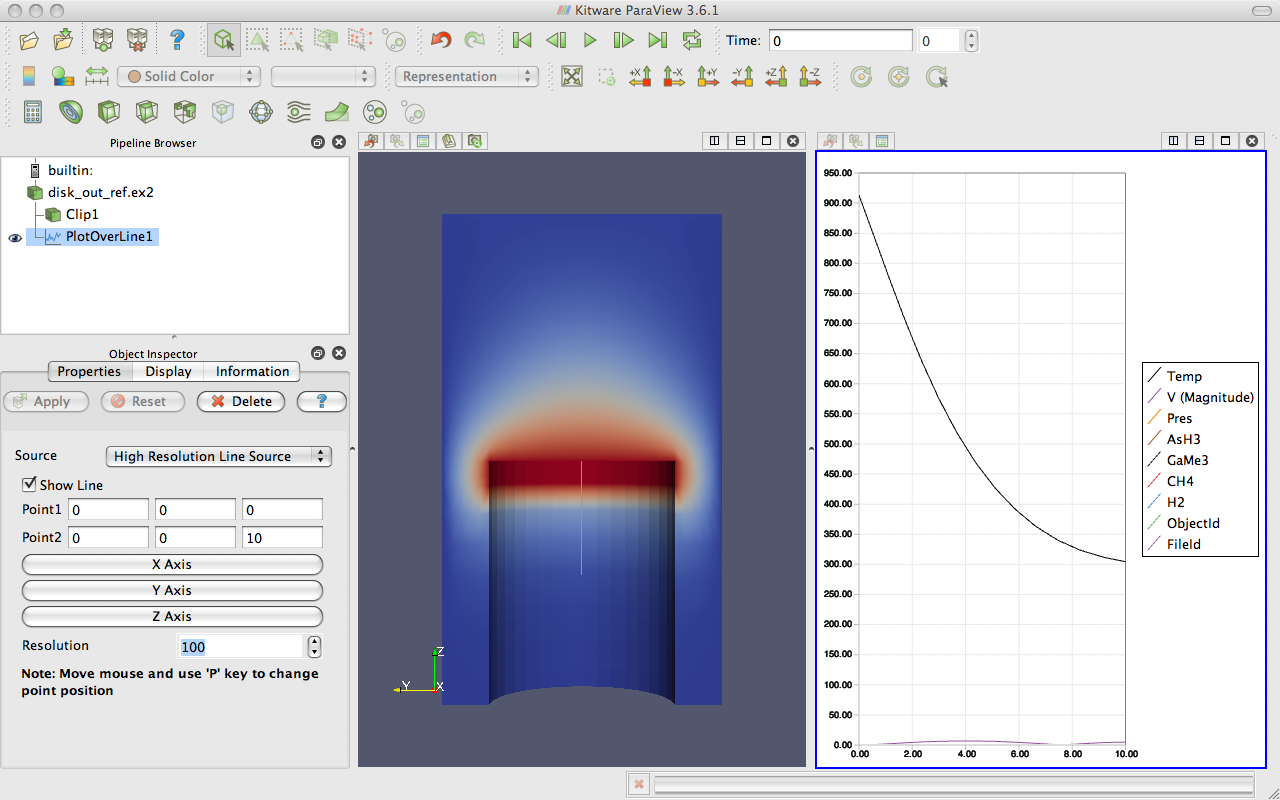 Kitware ParaView 3.6.1
Time: 0 0
Solid Color
Representation
+X -X +Y -Y +Z -Z
Pipeline Browser
builtin:
disk_out_ref.ex2
Clip1
PlotOverLine1
Object Inspector
Properties Display Information
Apply Reset Delete ?
Source High Resolution Line Source
Show Line
Point1 0 0 0
Point2 0 0 10
X Axis
Y Axis
Z Axis
Resolution 100
Note: Move mouse and use 'P' key to change
point position
Z
Y X
950.00
900.00
850.00
800.00
750.00
700.00
650.00
600.00
550.00
500.00
450.00
400.00
350.00
300.00
250.00
200.00
150.00
100.00
50.00
0.00
0.00 2.00 4.00 6.00 8.00 10.00
Temp
V (Magnitude)
Pres
AsH3
GaMe3
CH4
H2
ObjectId
FileId